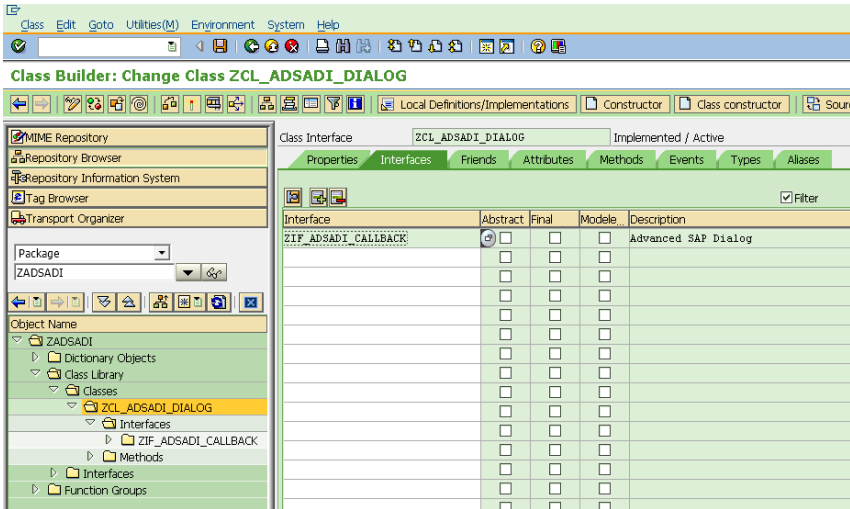 Class Edit Goto Utilities(M) Environment System Help
Class Builder: Change Class ZCL_ADSADI_DIALOG
Local Definitions/Implementations Constructor Class constructor Sour
MIME Repository
Repository Browser
Repository Information System
Tag Browser
Transport Organizer
Package
ZADSADI
Object Name
ZADSADI
Dictionary Objects
Class Library
Classes
ZCL_ADSADI_DIALOG
Interfaces
ZIF_ADSADI_CALLBACK
Methods
Interfaces
Function Groups
Class Interface ZCL_ADSADI_DIALOG Implemented / Active
Properties Interfaces Friends Attributes Methods Events Types Aliases
Filter
Interface Abstract Final Modele... Description
ZIF_ADSADI_CALLBACK Advanced SAP Dialog